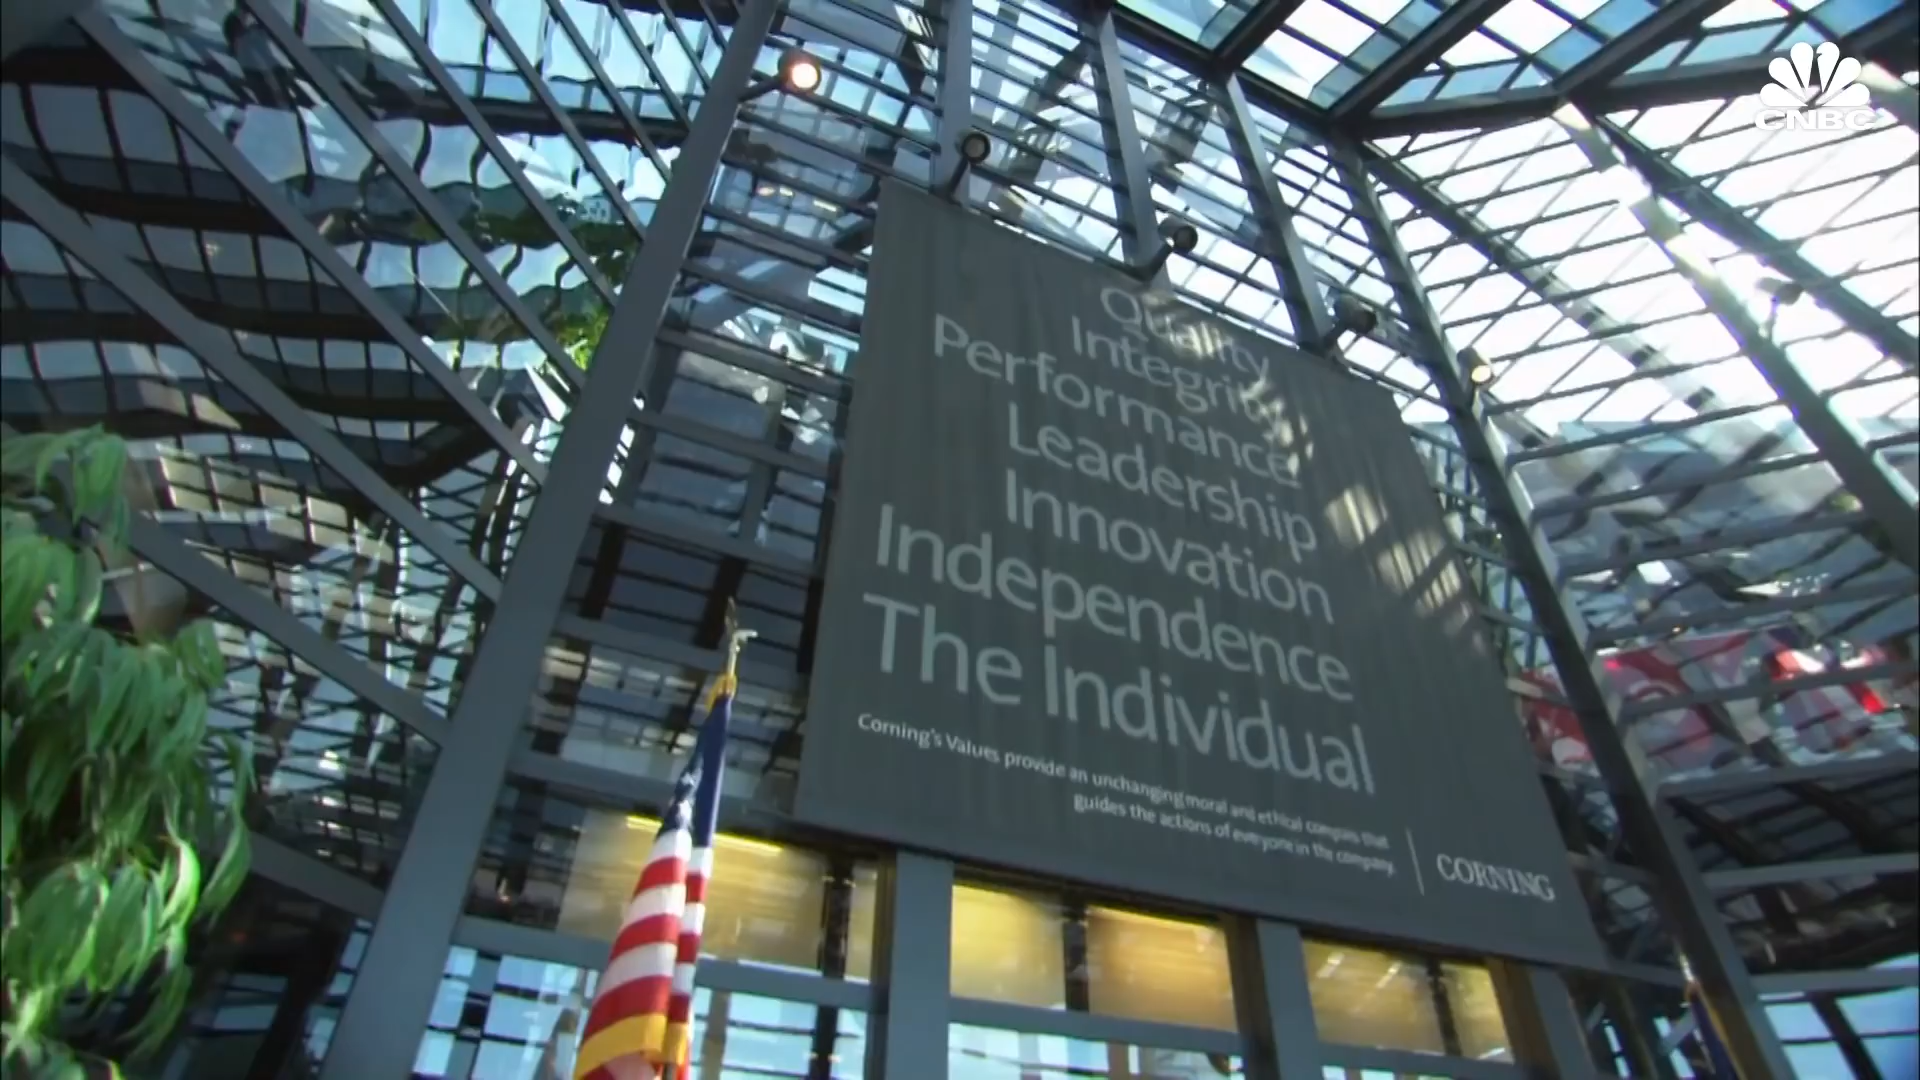 CNBC
Quality
Integrity
Performance
Leadership
Innovation
Independence
The Individual
Corning's Values provide an unchanging moral and ethical compass that
guides the actions of everyone in the company.
CORNING